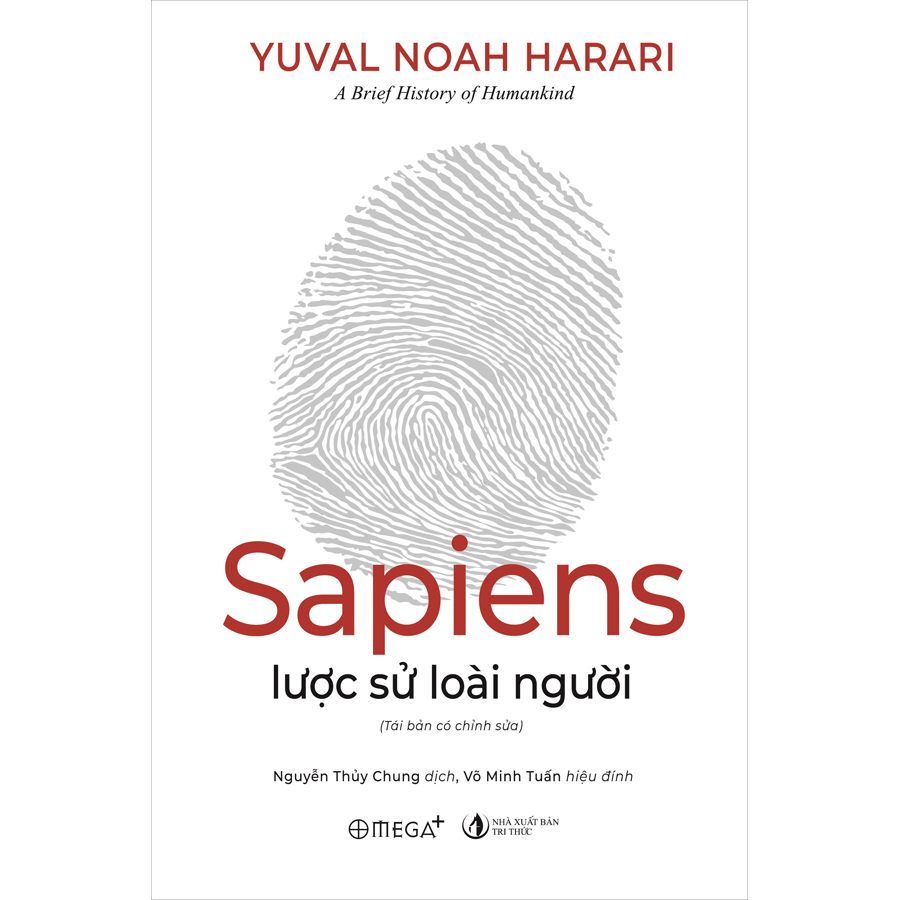 YUVAL NOAH HARARI
A Brief History of Humankind
Sapiens
lược sử loài người
(Tái bản có chỉnh sửa)
Nguyễn Thủy Chung dịch, Võ Minh Tuấn hiệu đính
OMEGA+
NHÀ XUẤT BẢN
TRI THỨC